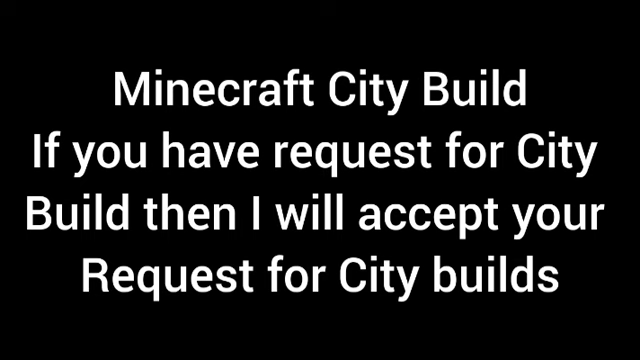 Minecraft City Build
If you have request for City
Build then I will accept your
Request for City builds